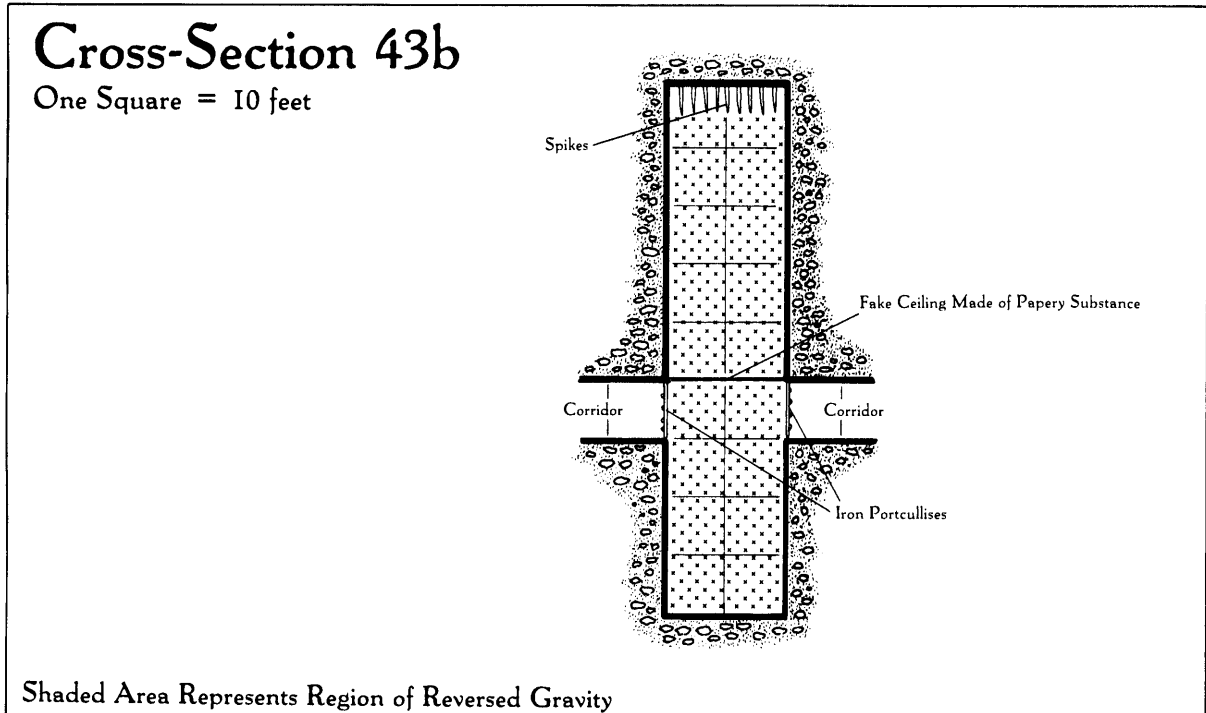 Cross-Section 43b
One Square = 10 feet
Spikes
Fake Ceiling Made of Papery Substance
Corridor
Corridor
Iron Portcullises
Shaded Area Represents Region of Reversed Gravity